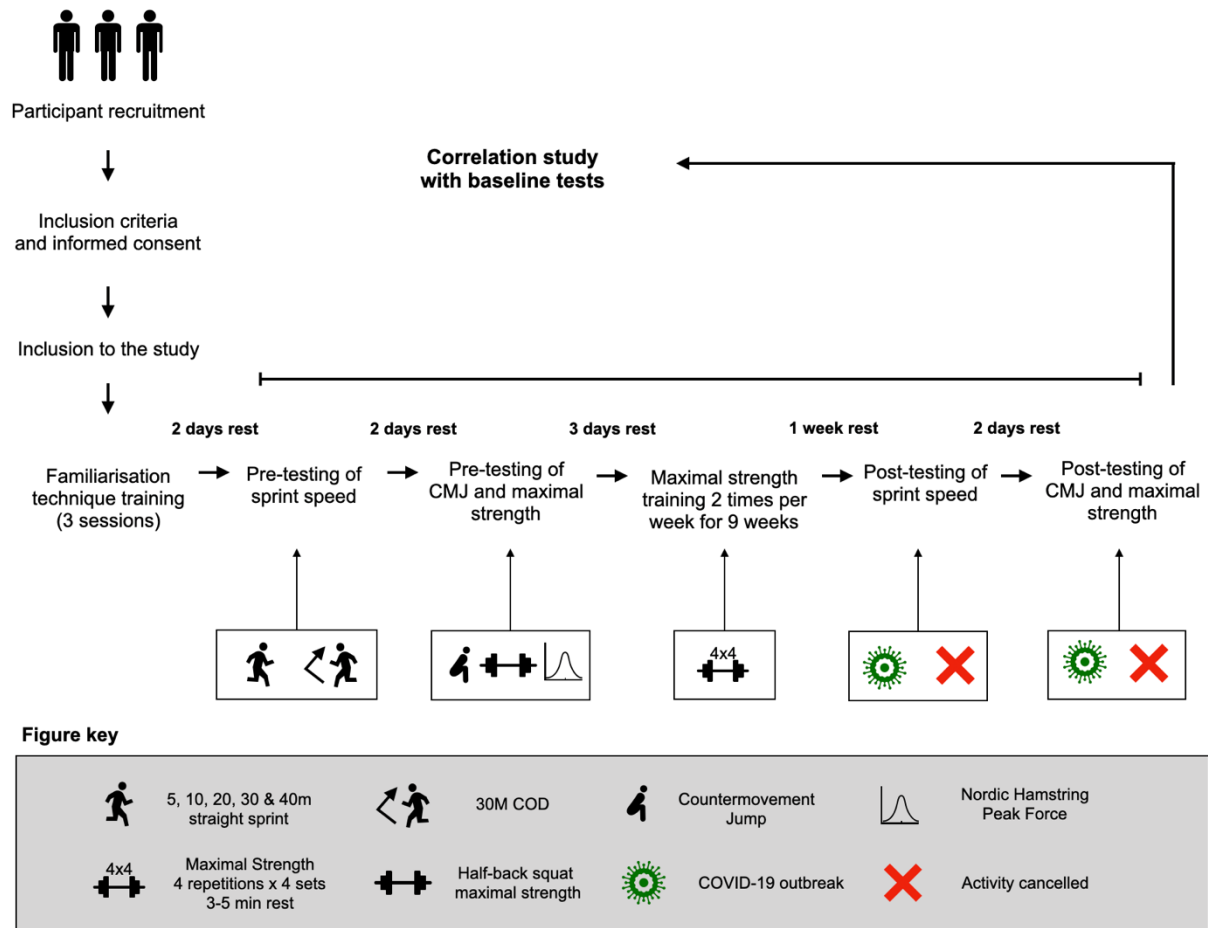 Participant recruitment
Correlation study
with baseline tests
Inclusion criteria
and informed consent
Inclusion to the study
2 days rest
2 days rest
3 days rest
1 week rest
2 days rest
Familiarisation
technique training
(3 sessions)
Pre-testing of
sprint speed
Pre-testing of
CMJ and maximal
strength
Maximal strength
training 2 times per
week for 9 weeks
Post-testing of
sprint speed
Post-testing of
CMJ and maximal
strength
4x4
Figure key
5, 10, 20, 30 & 40m
straight sprint
30M COD
Countermovement
Jump
Nordic Hamstring
Peak Force
4x4
Maximal Strength
4 repetitions x 4 sets
3-5 min rest
Half-back squat
maximal strength
COVID-19 outbreak
Activity cancelled